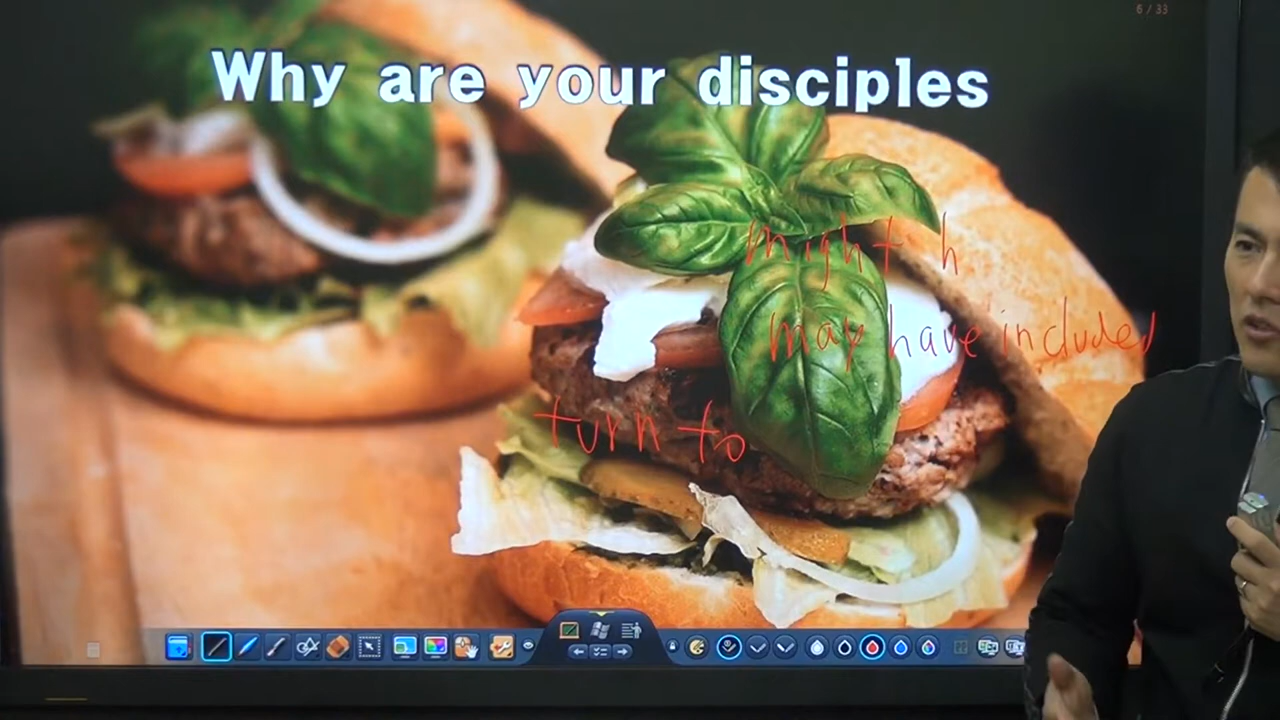 6 / 33
Why are your disciples
might h
may have included
turn to